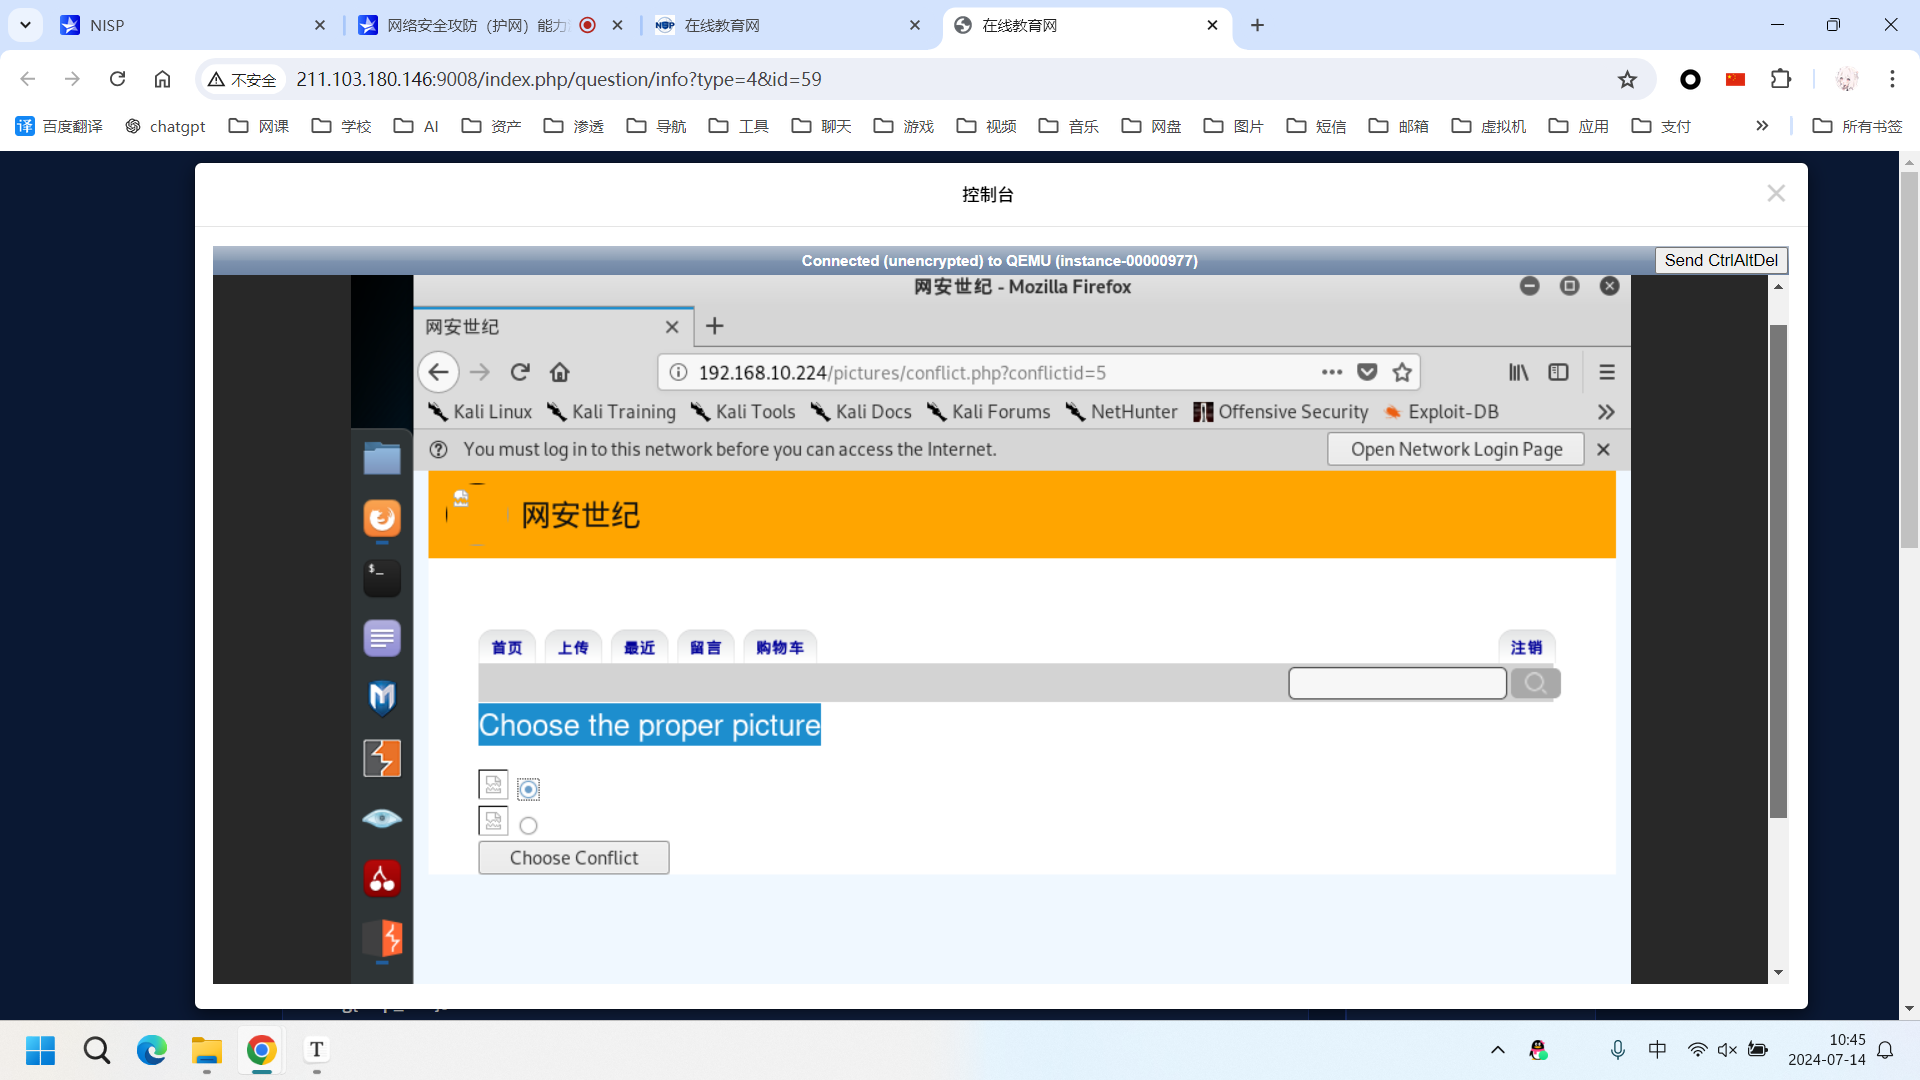 NISP
网络安全攻防（护网）能力
在线教育网
在线教育网
不安全
211.103.180.146:9008/index.php/question/info?type=4&id=59
百度翻译
chatgpt
网课
学校
AI
资产
渗透
导航
工具
聊天
游戏
视频
音乐
网盘
图片
短信
邮箱
虚拟机
应用
支付
所有书签
控制台
Connected (unencrypted) to QEMU (instance-00000977)
Send CtrlAltDel
网安世纪 - Mozilla Firefox
网安世纪
192.168.10.224/pictures/conflict.php?conflictid=5
Kali Linux
Kali Training
Kali Tools
Kali Docs
Kali Forums
NetHunter
Offensive Security
Exploit-DB
You must log in to this network before you can access the Internet.
Open Network Login Page
网安世纪
首页
上传
最近
留言
购物车
注销
Choose the proper picture
Choose Conflict
中
10:45
2024-07-14